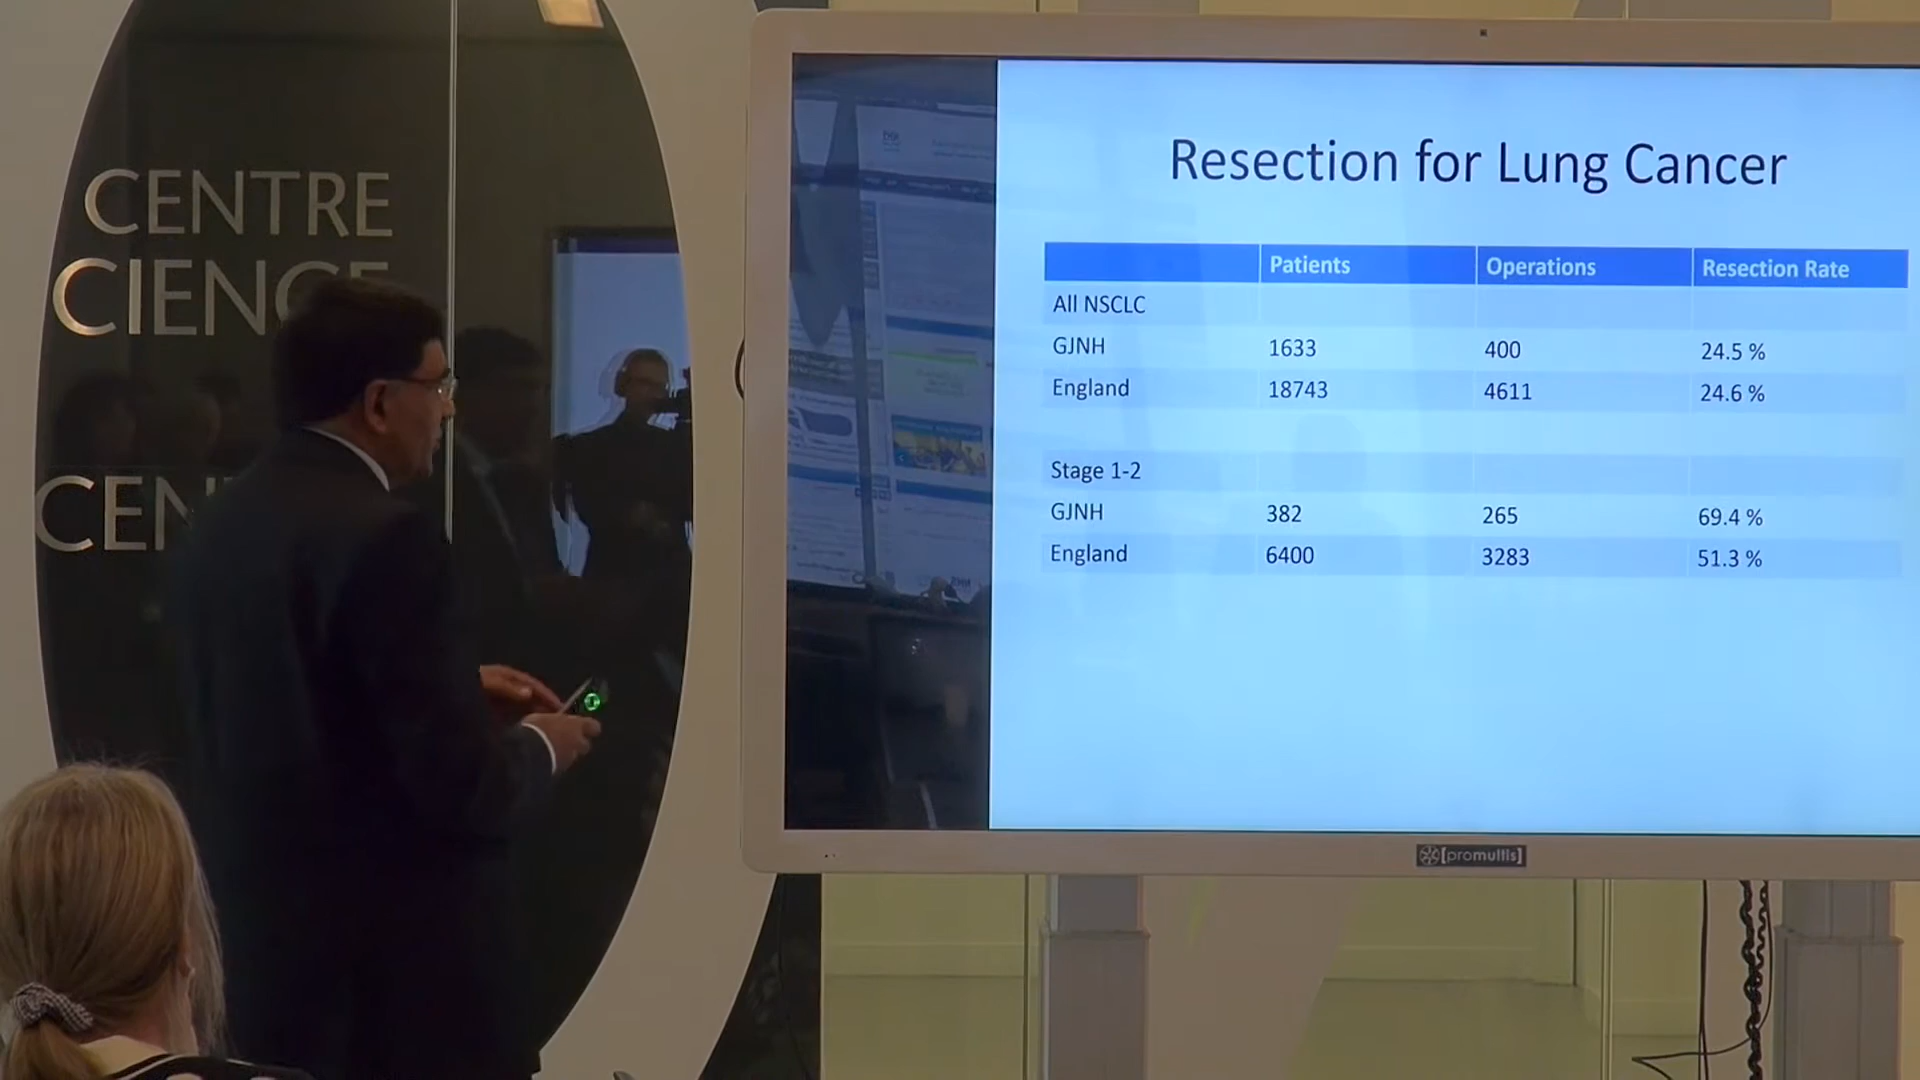 CENTRE
CIENCE
CEN
Resection for Lung Cancer
Patients Operations Resection Rate
All NSCLC
GJNH 1633 400 24.5 %
England 18743 4611 24.6 %
Stage 1-2
GJNH 382 265 69.4 %
England 6400 3283 51.3 %
[promultis]